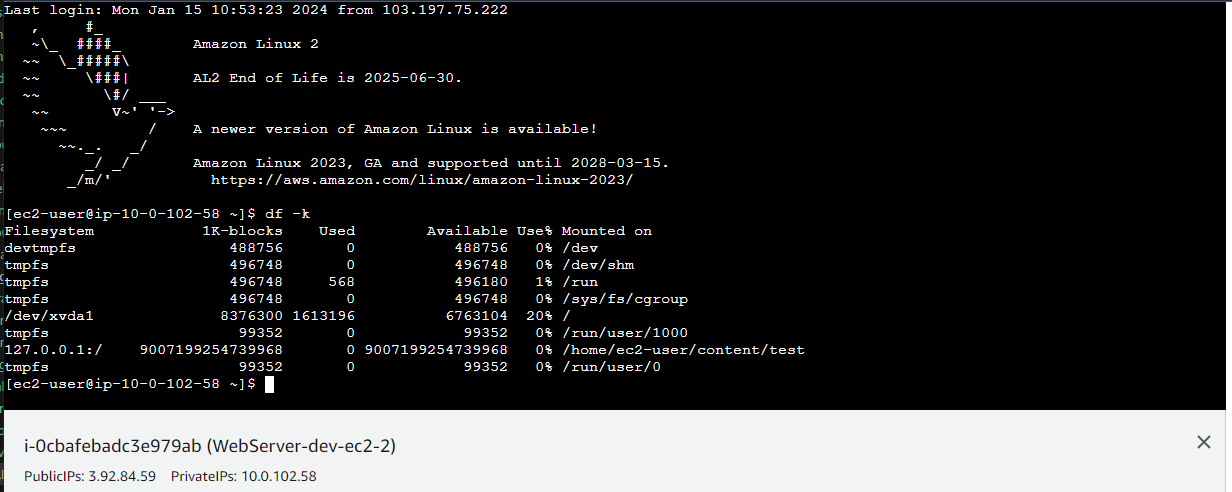 Last login: Mon Jan 15 10:53:23 2024 from 103.197.75.222
   ,     #_
   ~\_  ####_        Amazon Linux 2
  ~~  \_#####\
  ~~     \###|       AL2 End of Life is 2025-06-30.
  ~~       \#/ ___
   ~~       V~' '->
    ~~~         /    A newer version of Amazon Linux is available!
      ~~._.   _/
         _/ _/       Amazon Linux 2023, GA and supported until 2028-03-15.
       _/m/'           https://aws.amazon.com/linux/amazon-linux-2023/
[ec2-user@ip-10-0-102-58 ~]$ df -k
Filesystem            1K-blocks    Used        Available Use% Mounted on
devtmpfs                 488756       0           488756   0% /dev
tmpfs                    496748       0           496748   0% /dev/shm
tmpfs                    496748     568           496180   1% /run
tmpfs                    496748       0           496748   0% /sys/fs/cgroup
/dev/xvda1              8376300 1613196          6763104  20% /
tmpfs                     99352       0            99352   0% /run/user/1000
127.0.0.1:/    9007199254739968       0 9007199254739968   0% /home/ec2-user/content/test
tmpfs                     99352       0            99352   0% /run/user/0
[ec2-user@ip-10-0-102-58 ~]$
i-0cbafebadc3e979ab (WebServer-dev-ec2-2)
PublicIPs: 3.92.84.59 PrivateIPs: 10.0.102.58